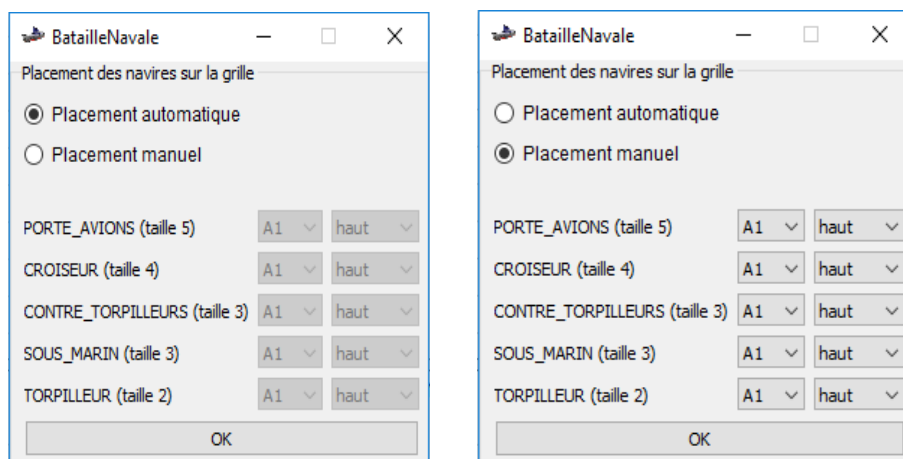 BatailleNavale
Placement des navires sur la grille
Placement automatique
Placement manuel
PORTE_AVIONS (taille 5) A1 haut
CROISEUR (taille 4) A1 haut
CONTRE_TORPILLEURS (taille 3) A1 haut
SOUS_MARIN (taille 3) A1 haut
TORPILLEUR (taille 2) A1 haut
OK
BatailleNavale
Placement des navires sur la grille
Placement automatique
Placement manuel
PORTE_AVIONS (taille 5) A1 haut
CROISEUR (taille 4) A1 haut
CONTRE_TORPILLEURS (taille 3) A1 haut
SOUS_MARIN (taille 3) A1 haut
TORPILLEUR (taille 2) A1 haut
OK